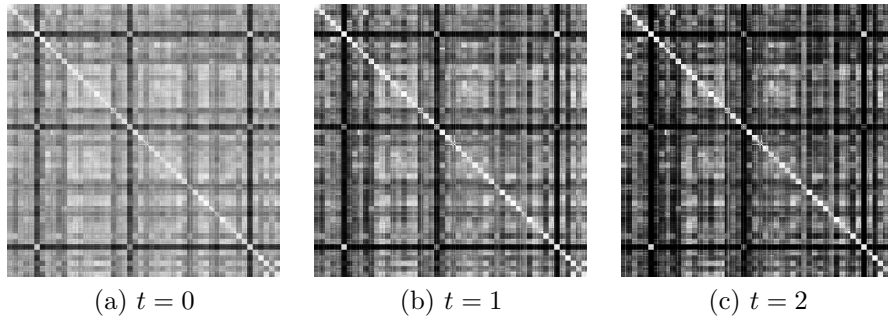 (a) t = 0
(b) t = 1
(c) t = 2